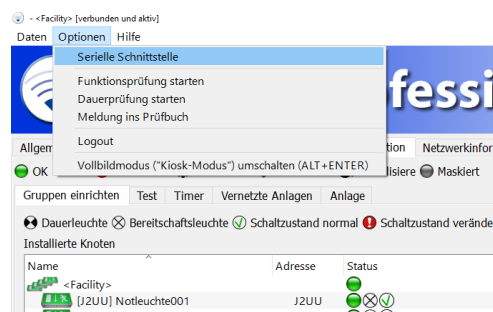 - <Facility> [verbunden und aktiv]
Daten Optionen Hilfe
Serielle Schnittstelle
Funktionsprüfung starten
Dauerprüfung starten
Meldung ins Prüfbuch
Logout
Vollbildmodus ("Kiosk-Modus") umschalten (ALT+ENTER)
fessi
Allgem tion Netzwerkinfor
OK lisiere Maskiert
Gruppen einrichten Test Timer Vernetzte Anlagen Anlage
Dauerleuchte Bereitschaftsleuchte Schaltzustand normal Schaltzustand verände
Installierte Knoten
Name Adresse Status
<Facility>
[J2UU] Notleuchte001 J2UU